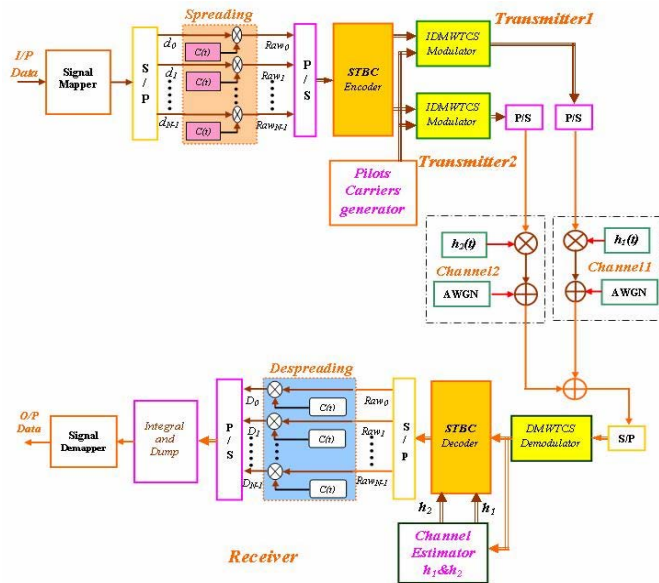 Spreading
Transmitter1
I/P
Data
Signal
Mapper
S
/
P
d0
C(t)
Raw0
d1
C(t)
Raw1
dN-1
C(t)
RawN-1
P
/
S
STBC
Encoder
IDMWTCS
Modulator
IDMWTCS
Modulator
P/S
P/S
Transmitter2
Pilots
Carriers
generator
h2(t)
Channel2
AWGN
h1(t)
Channel1
AWGN
Despreading
O/P
Data
Signal
Demapper
Integral
and
Dump
P
/
S
D0
C(t)
Raw0
D1
C(t)
Raw1
DN-1
C(t)
RawN-1
S
/
P
STBC
Decoder
DMWTCS
Demodulator
S/P
h2
h1
Channel
Estimator
h1&h2
Receiver